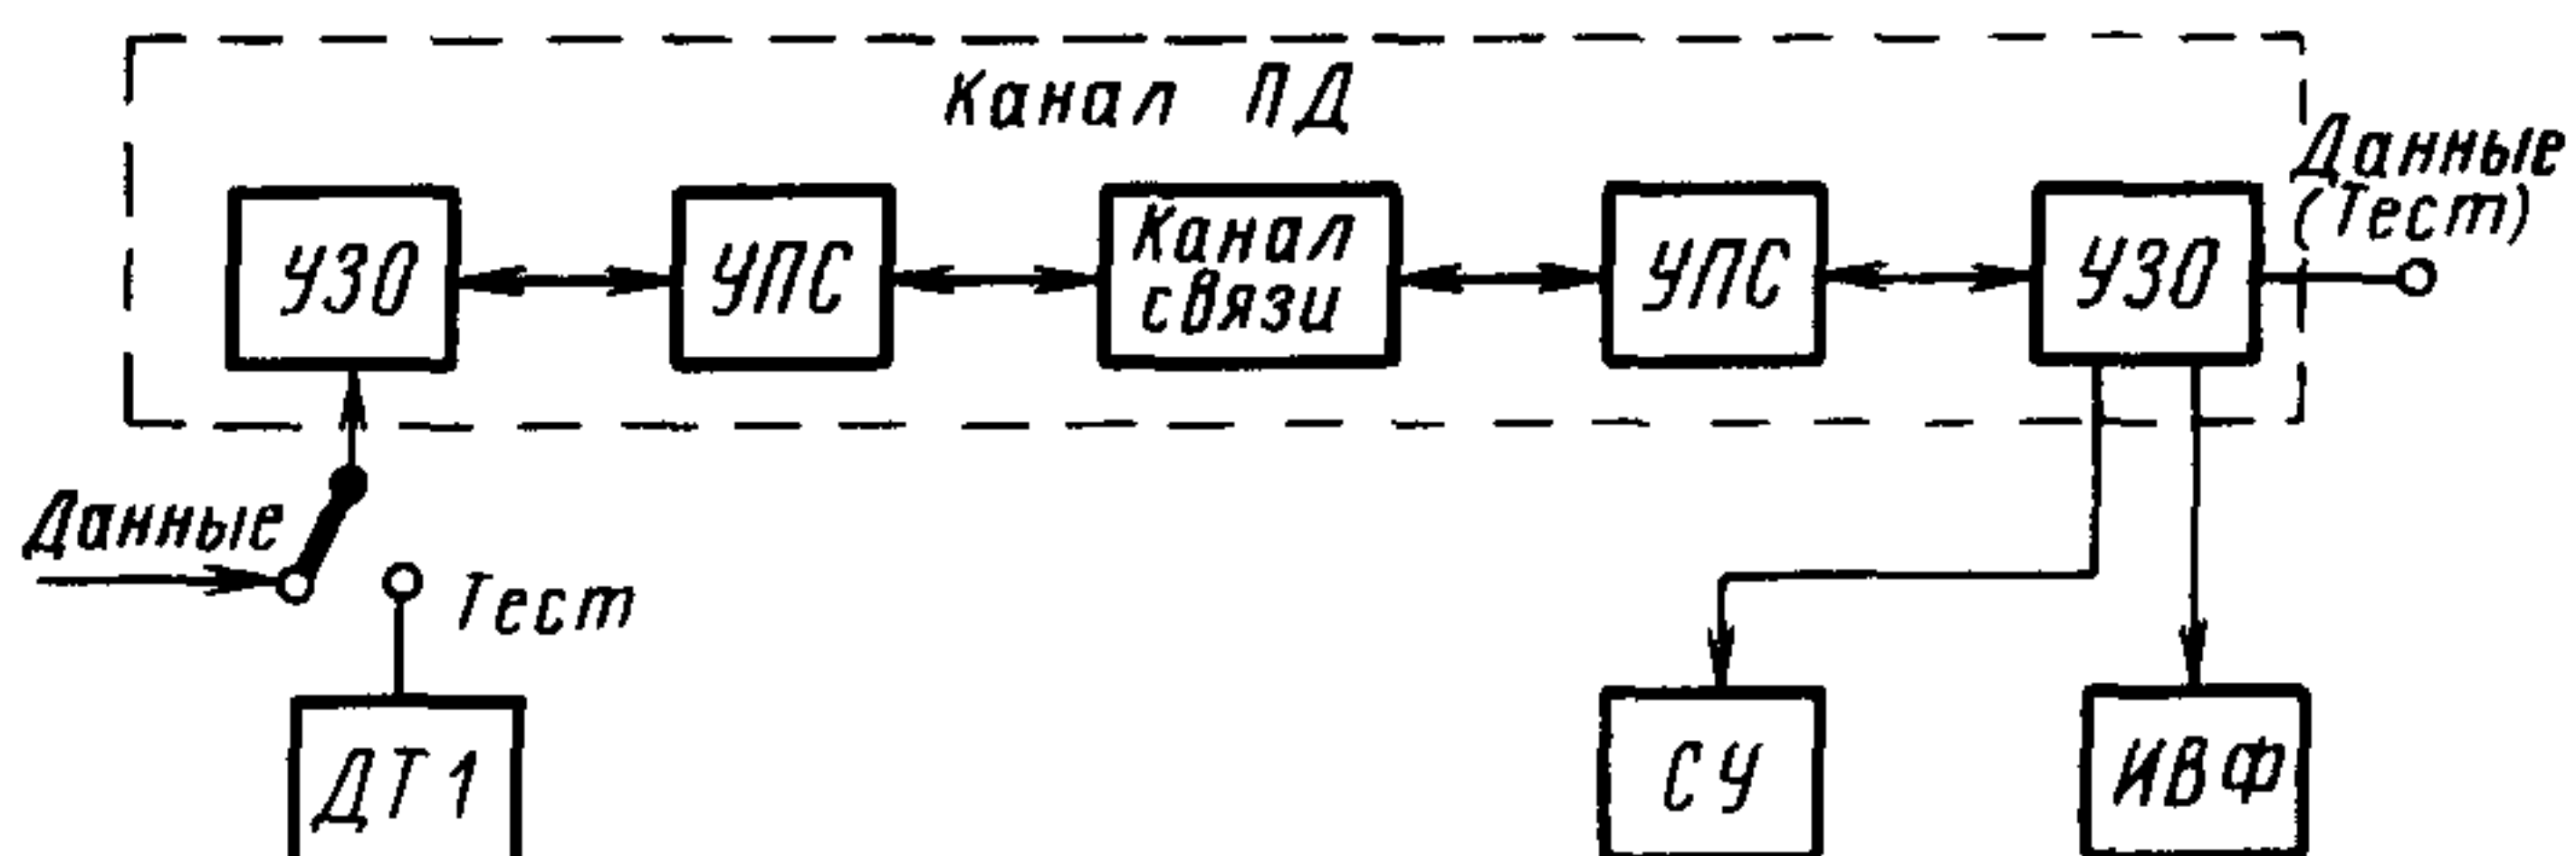 Канал ПД
Данные
(Тест)
УЗО
УПС
Канал
связи
УПС
УЗО
Данные
Тест
ДТ1
СУ
ИВФ